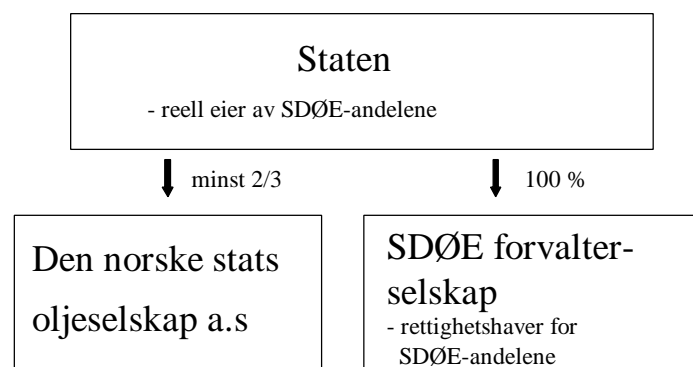 Staten
- reell eier av SDØE-andelene
minst 2/3
100 %
Den norske stats
oljeselskap a.s
SDØE forvalter-
selskap
- rettighetshaver for
SDØE-andelene